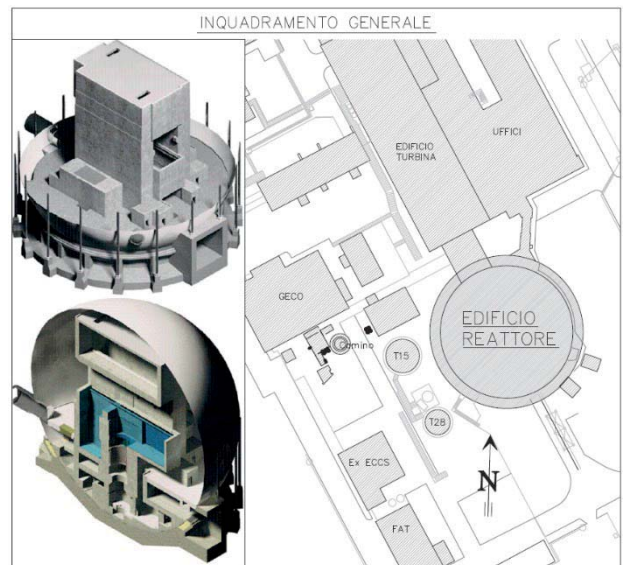 INQUADRAMENTO GENERALE
UFFICI
EDIFICIO
TURBINA
GECO
EDIFICIO
REATTORE
Camino
T15
T28
Ex ECCS
N
FAT